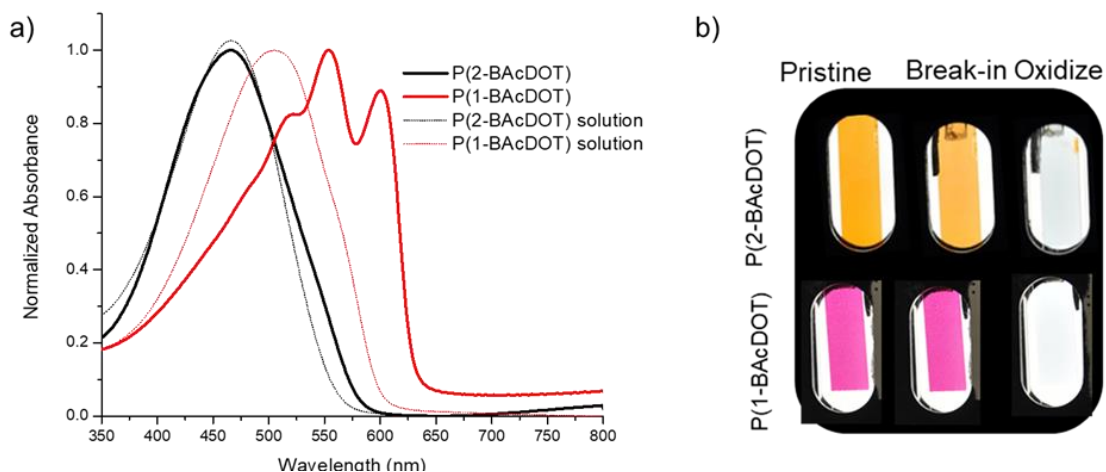 a)
1.0
0.8
0.6
0.4
0.2
0.0
Normalized Absorbance
350 400 450 500 550 600 650 700 750 800
Wavelength (nm)
P(2-BAcDOT)
P(1-BAcDOT)
P(2-BAcDOT) solution
P(1-BAcDOT) solution
b)
Pristine Break-in Oxidize
P(2-BAcDOT)
P(1-BAcDOT)